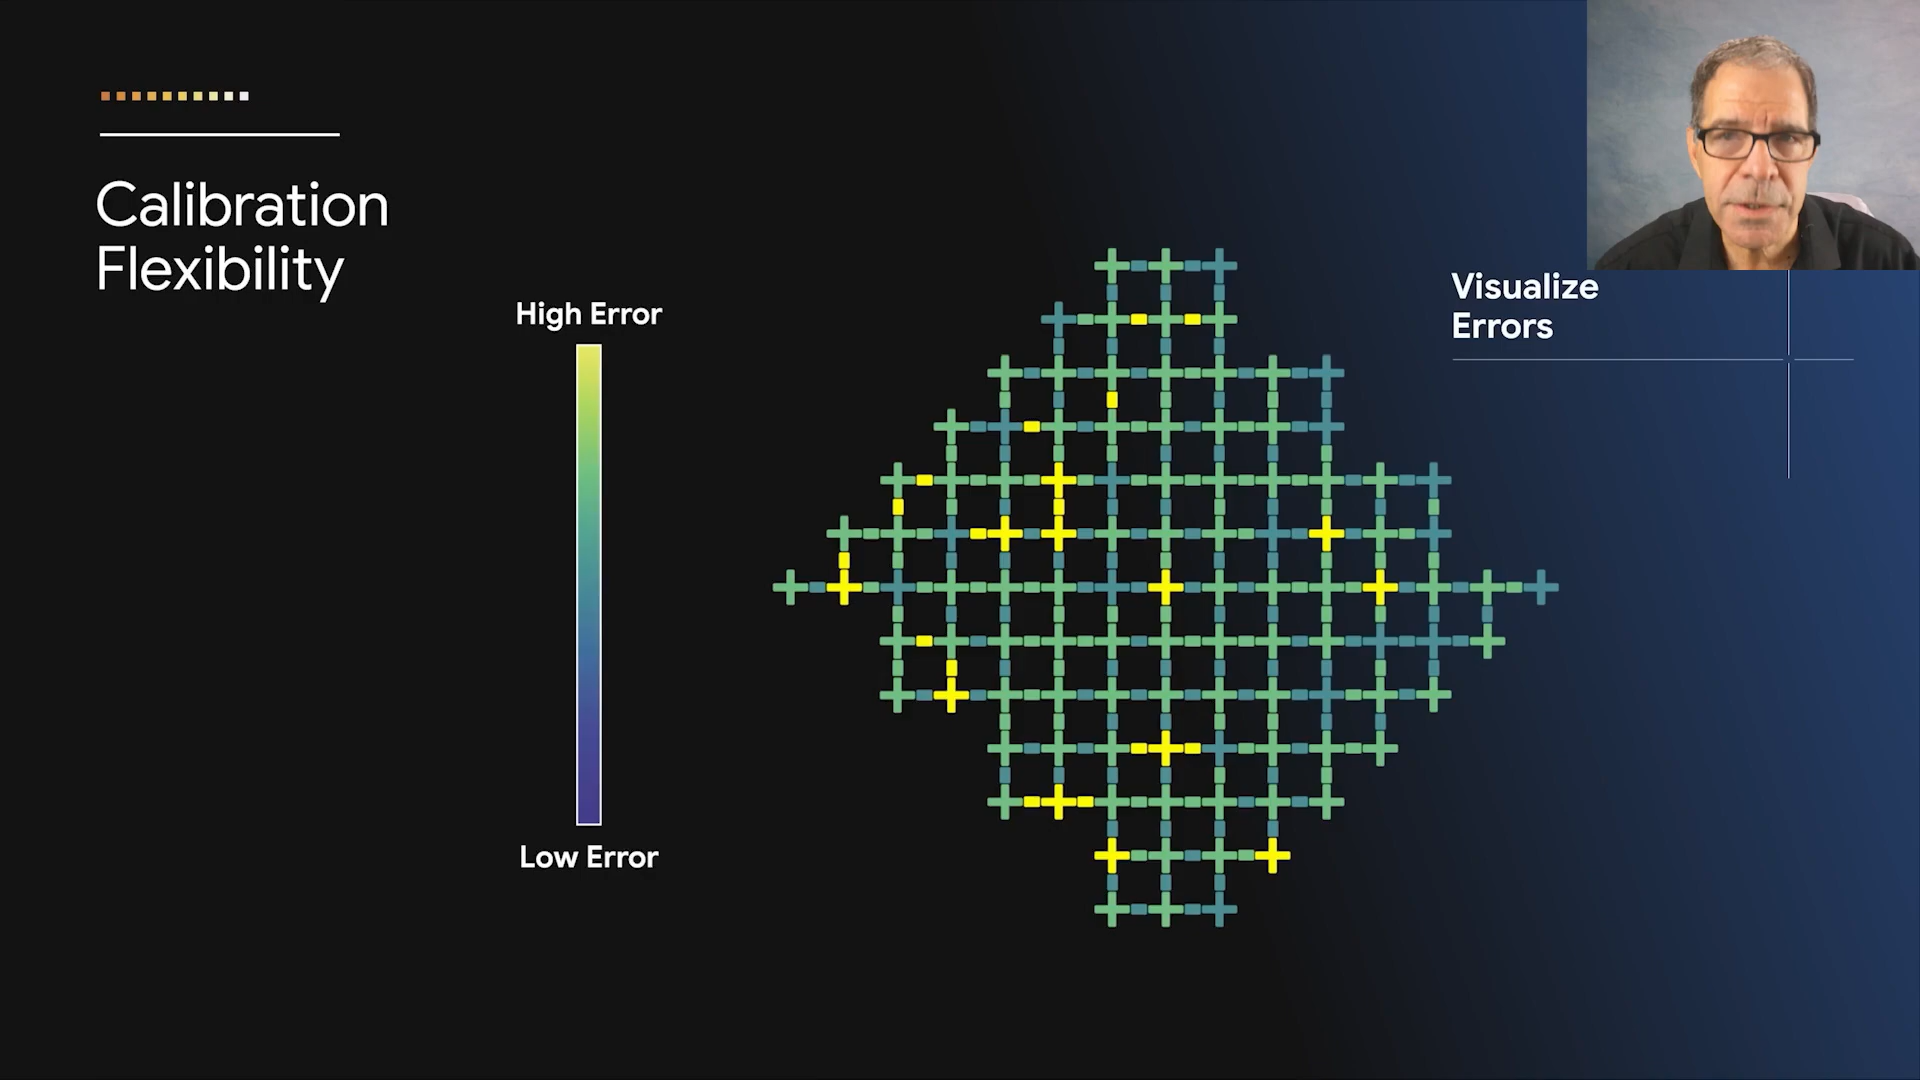 Calibration
Flexibility
High Error
Low Error
Visualize
Errors